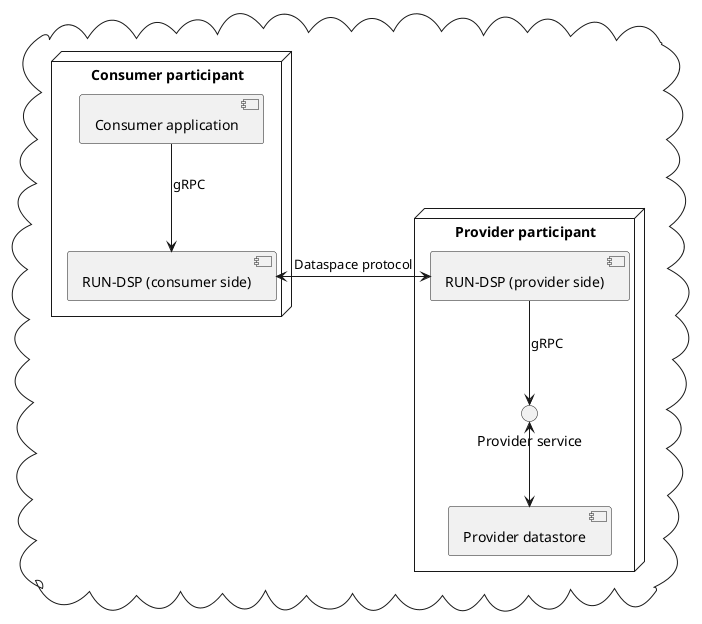 Consumer participant
Consumer application
gRPC
RUN-DSP (consumer side)
Dataspace protocol
Provider participant
RUN-DSP (provider side)
gRPC
Provider service
Provider datastore